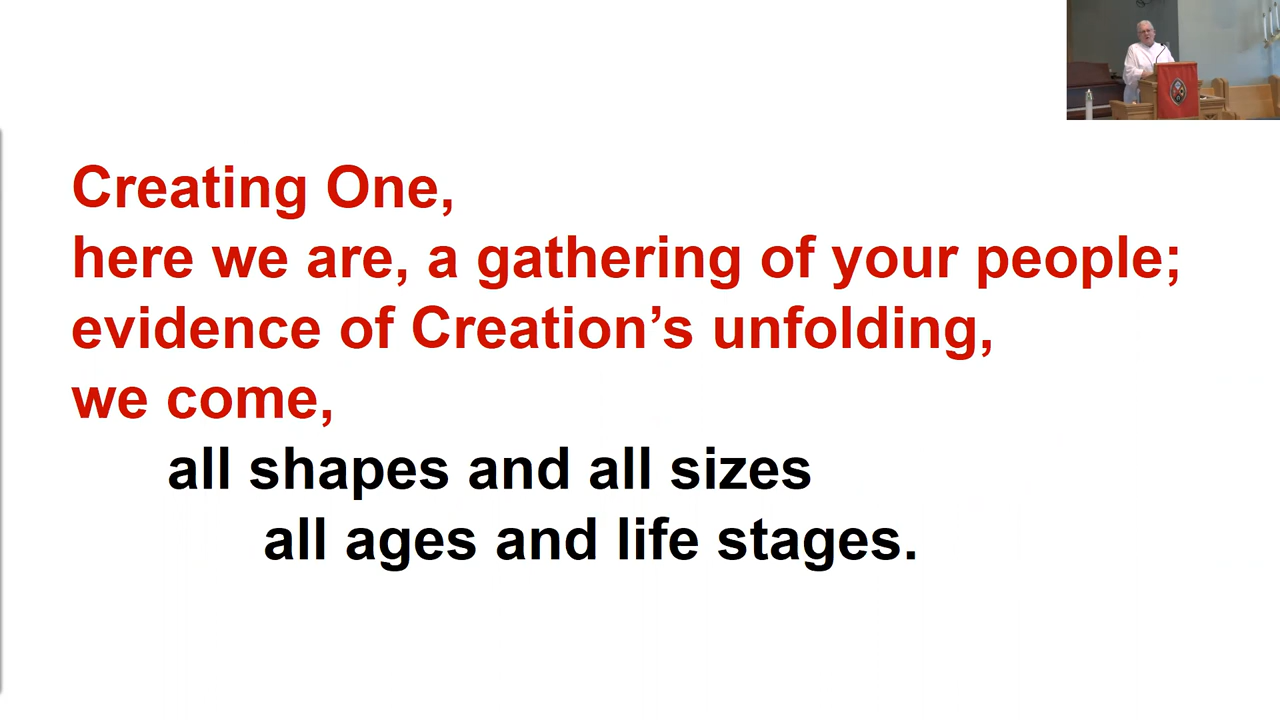 Creating One,
here we are, a gathering of your people;
evidence of Creation’s unfolding,
we come,
all shapes and all sizes
all ages and life stages.